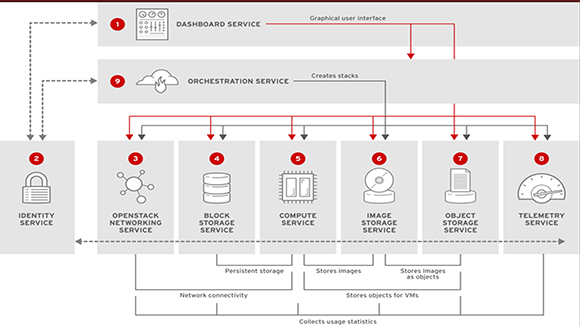 1
DASHBOARD SERVICE
Graphical user interface
9
ORCHESTRATION SERVICE
Creates stacks
2
IDENTITY
SERVICE
3
OPENSTACK
NETWORKING
SERVICE
4
BLOCK
STORAGE
SERVICE
5
COMPUTE
SERVICE
6
IMAGE
STORAGE
SERVICE
7
OBJECT
STORAGE
SERVICE
8
TELEMETRY
SERVICE
Persistent storage
Stores images
Stores images
as objects
Network connectivity
Stores objects for VMs
Collects usage statistics